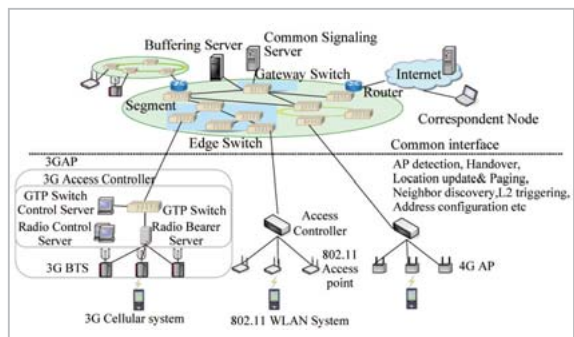 Buffering Server
Common Signaling
Server
Gateway Switch
Internet
Router
Segment
Correspondent Node
Edge Switch
Common interface
3GAP
3G Access Controller
GTP Switch
Control Server
GTP Switch
Radio Control
Server
Radio Bearer
Server
3G BTS
3G Cellular system
Access
Controller
802.11
Access
point
802.11 WLAN System
AP detection, Handover,
Location update& Paging,
Neighbor discovery,L2 triggering,
Address configuration etc
4G AP